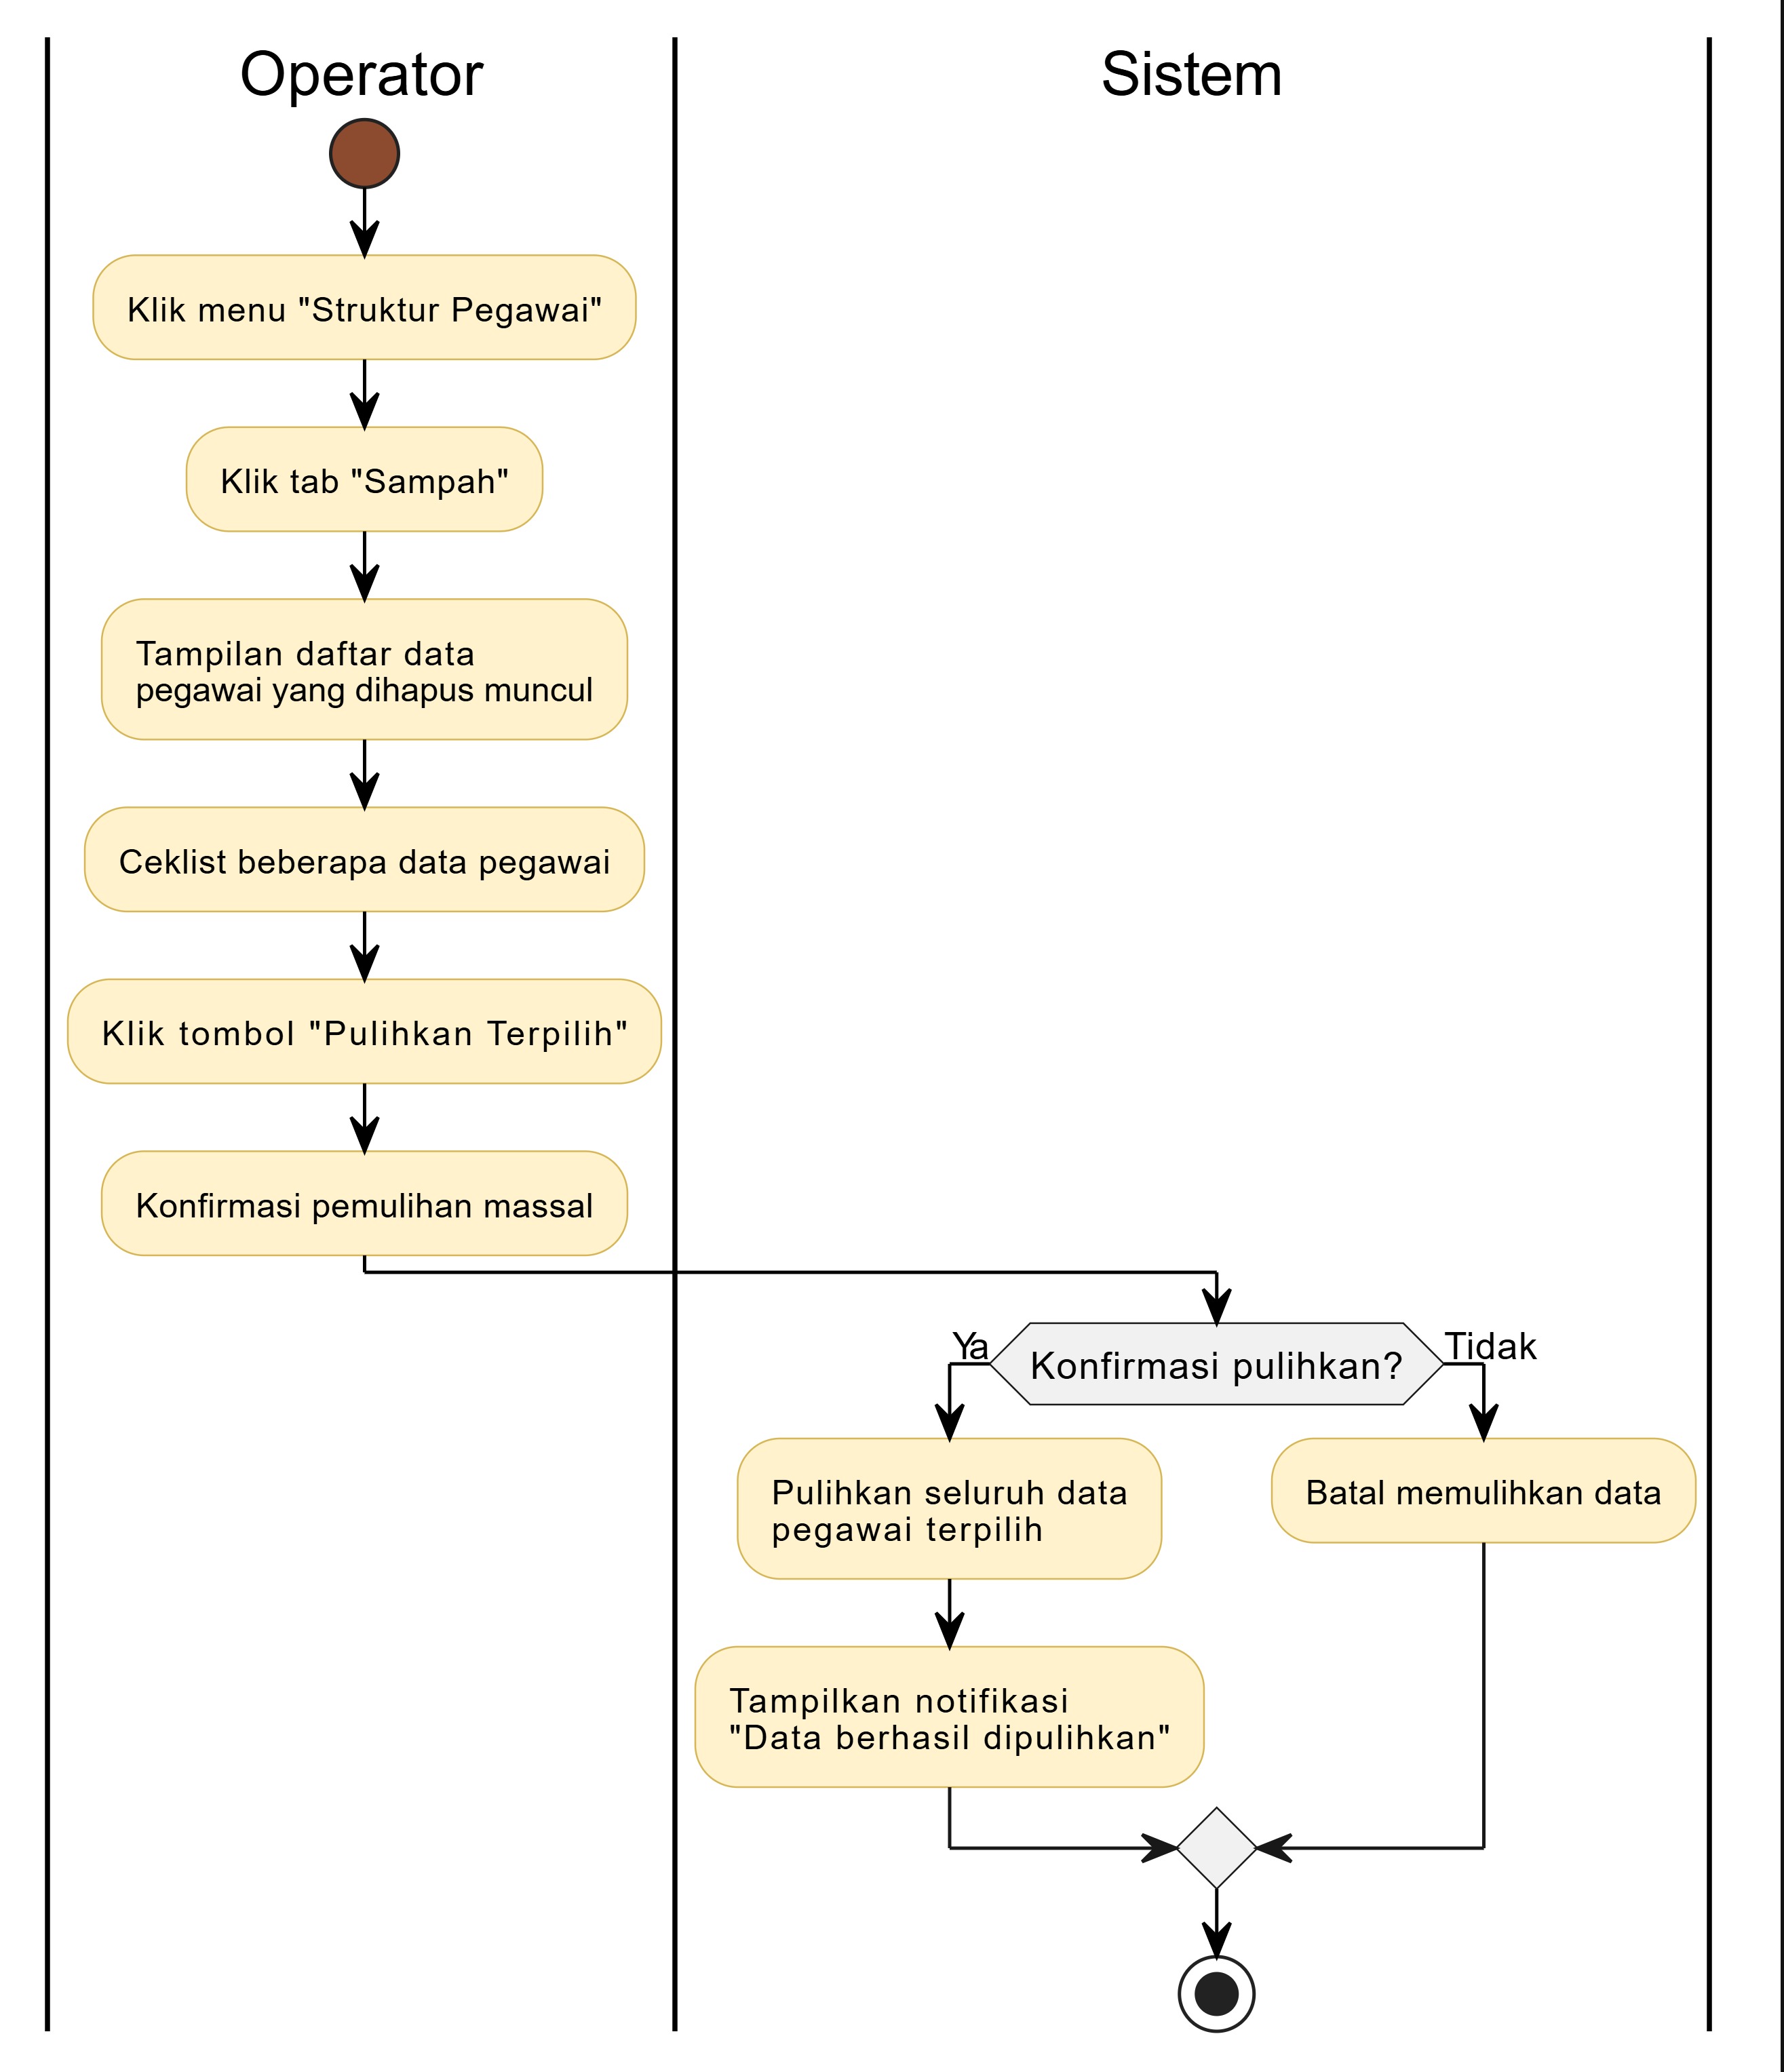 Operator
Sistem
Klik menu "Struktur Pegawai"
Klik tab "Sampah"
Tampilan daftar data
pegawai yang dihapus muncul
Ceklist beberapa data pegawai
Klik tombol "Pulihkan Terpilih"
Konfirmasi pemulihan massal
Ya
Konfirmasi pulihkan?
Tidak
Pulihkan seluruh data
pegawai terpilih
Batal memulihkan data
Tampilkan notifikasi
"Data berhasil dipulihkan"